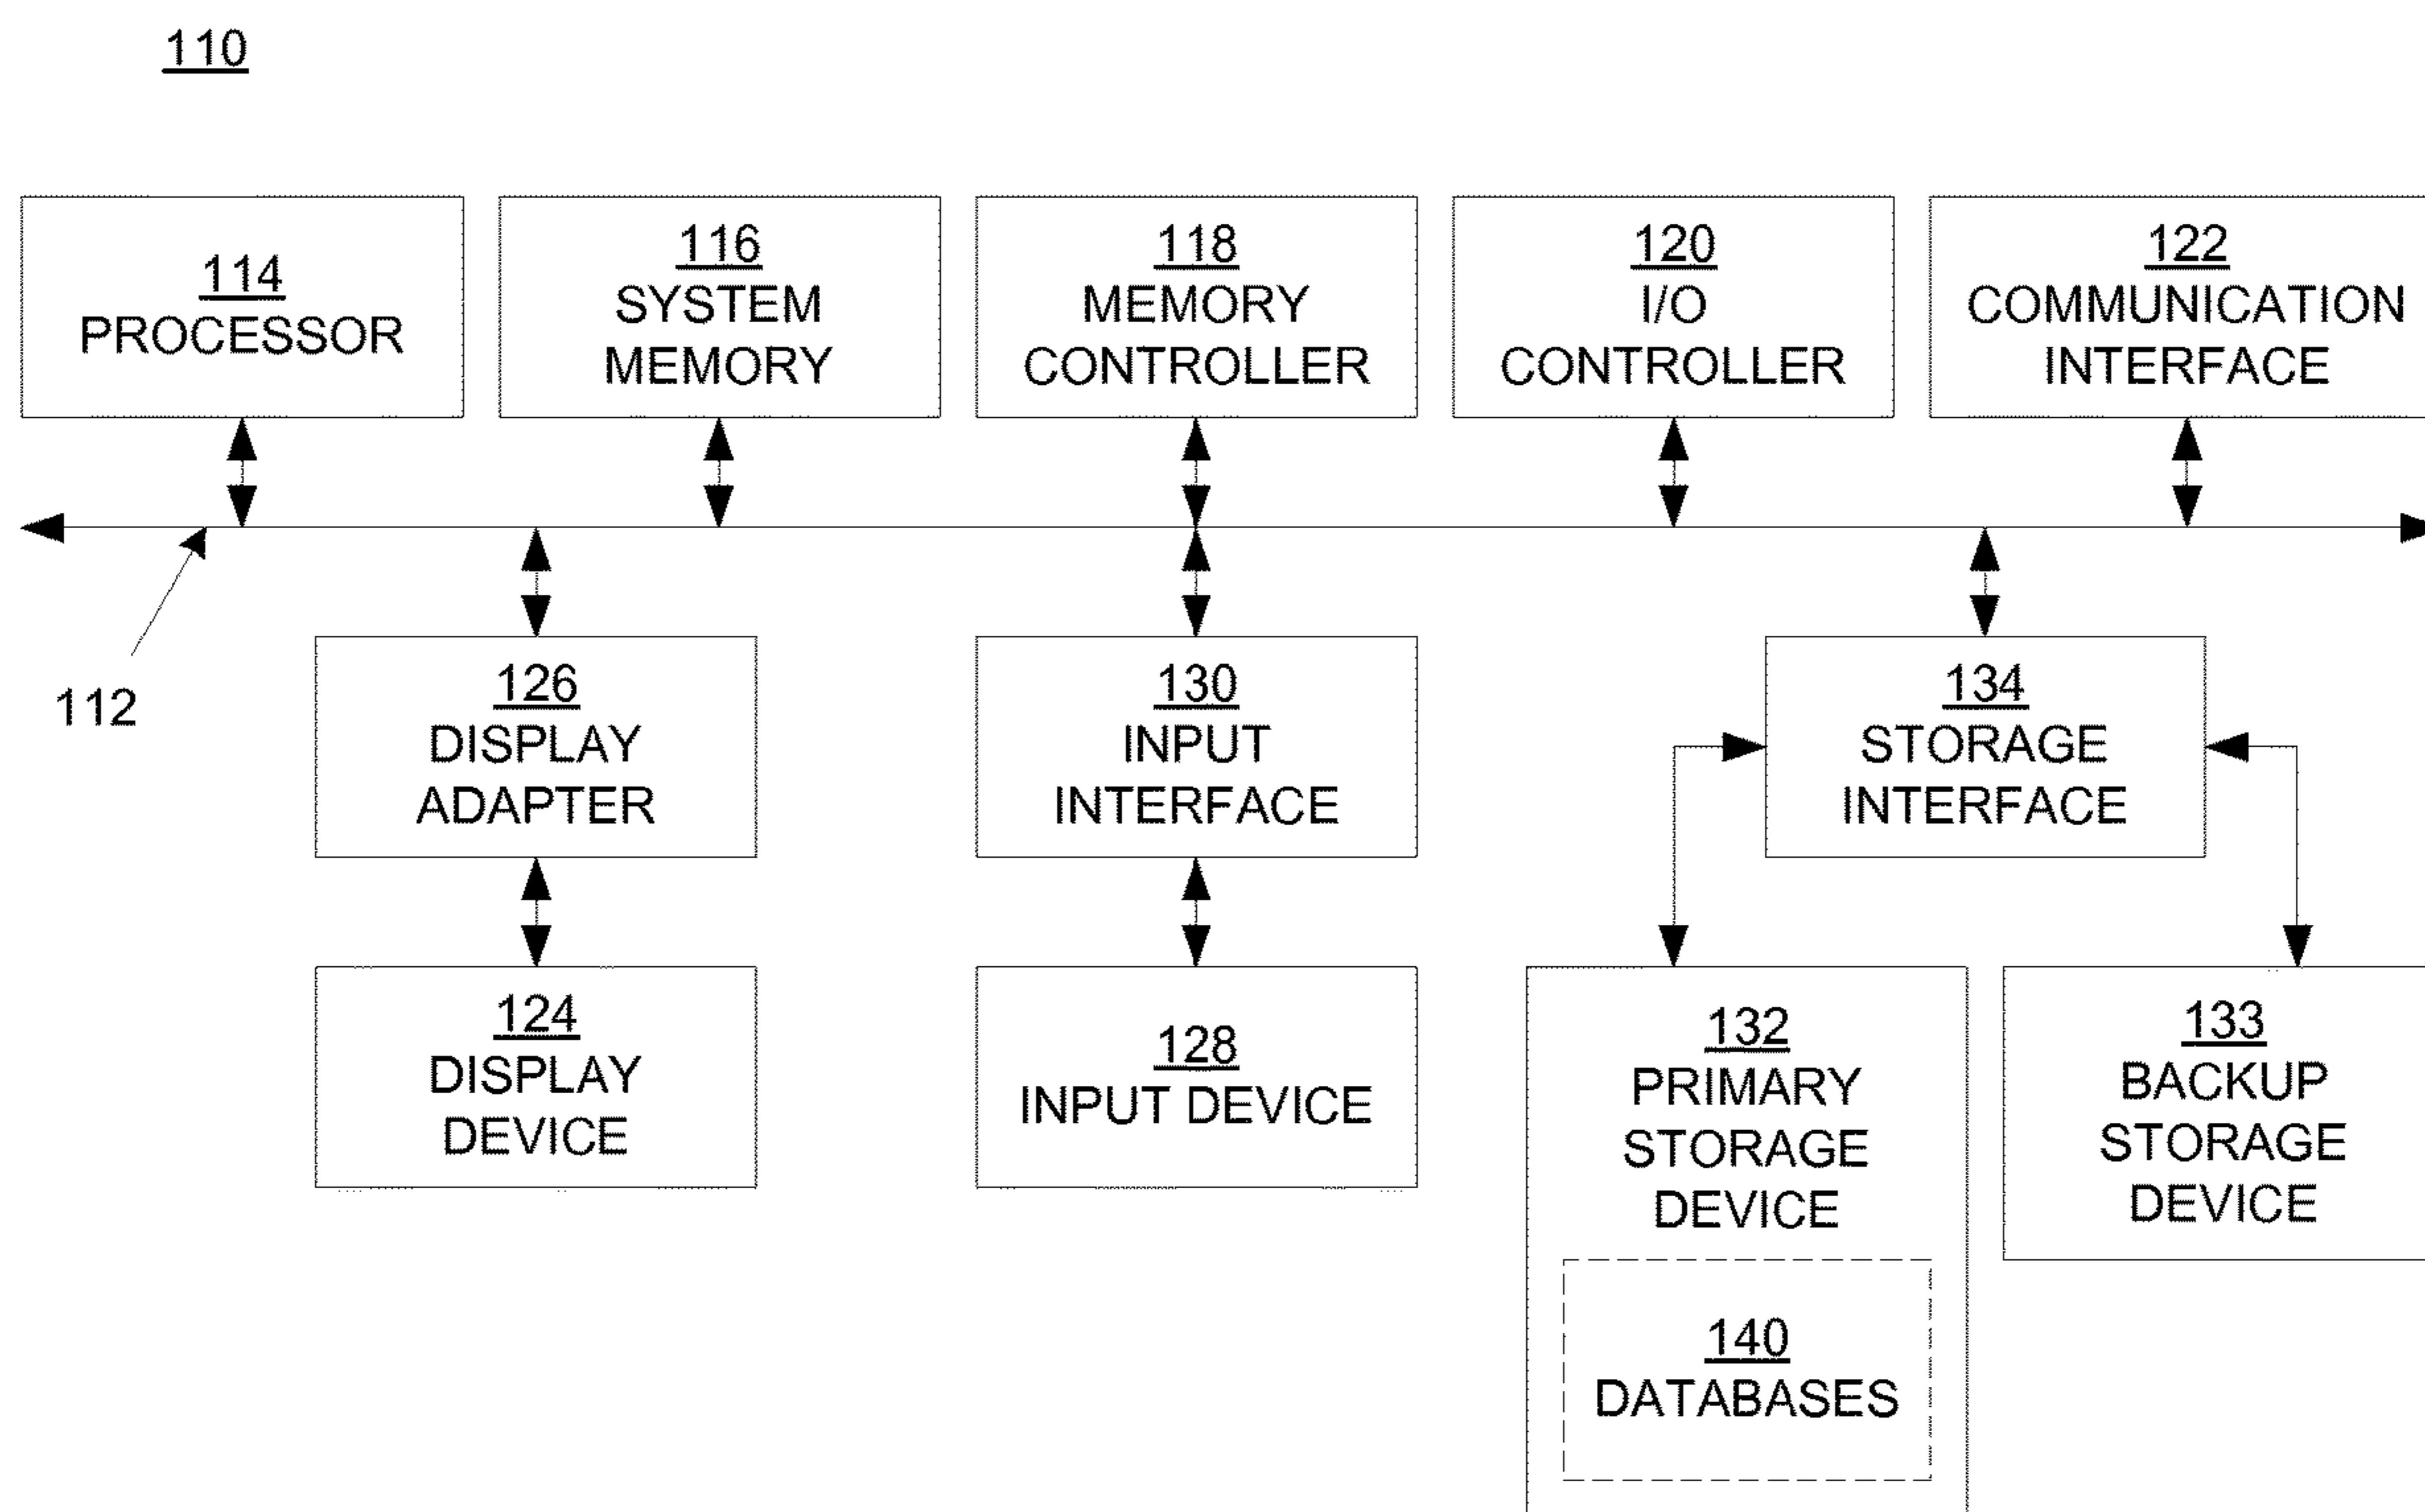 110
114
PROCESSOR
116
SYSTEM
MEMORY
118
MEMORY
CONTROLLER
120
I/O
CONTROLLER
122
COMMUNICATION
INTERFACE
112
126
DISPLAY
ADAPTER
130
INPUT
INTERFACE
134
STORAGE
INTERFACE
124
DISPLAY
DEVICE
128
INPUT DEVICE
132
PRIMARY
STORAGE
DEVICE
133
BACKUP
STORAGE
DEVICE
140
DATABASES